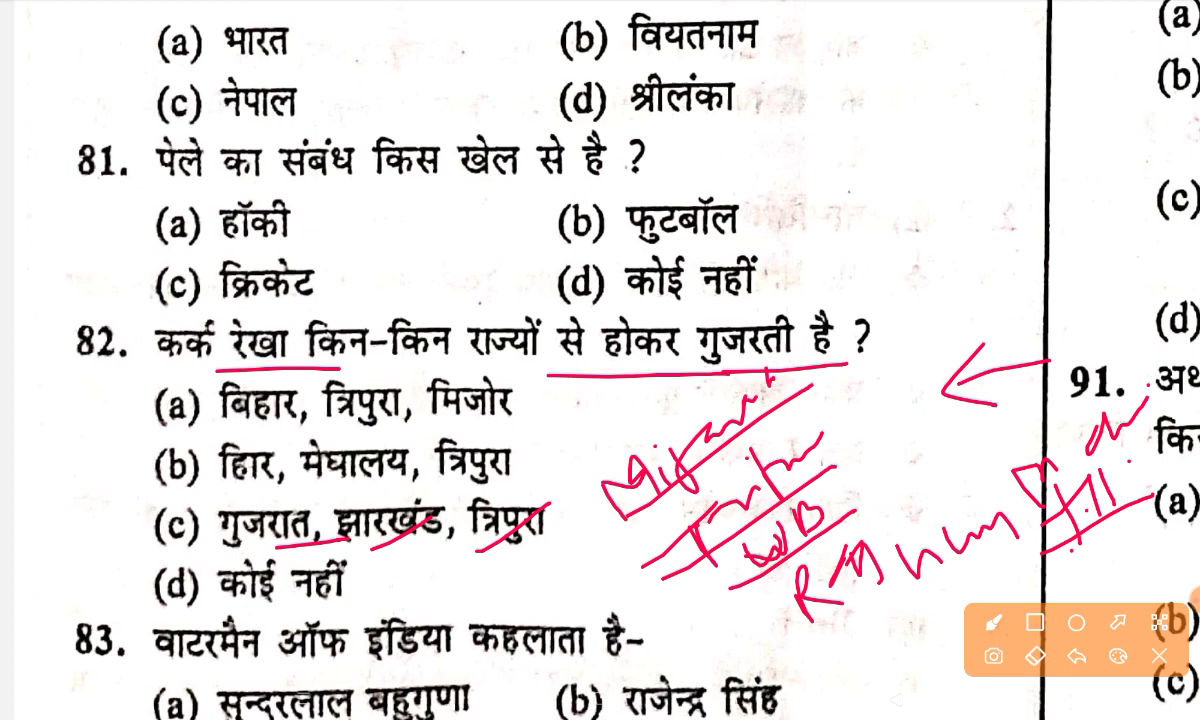 (a) भारत (b) वियतनाम
(c) नेपाल (d) श्रीलंका
81. पेले का संबंध किस खेल से है ?
(a) हॉकी (b) फुटबॉल
(c) क्रिकेट (d) कोई नहीं
82. कर्क रेखा किन-किन राज्यों से होकर गुजरती है ?
(a) बिहार, त्रिपुरा, मिजोर
(b) हिार, मेघालय, त्रिपुरा
(c) गुजरात, झारखंड, त्रिपुरा
(d) कोई नहीं
83. वाटरमैन ऑफ इंडिया कहलाता है-
(a) सुन्दरलाल बहुगुणा (b) राजेन्द्र सिंह
WB
(a)
(b)
(c)
(d)
91. अथ
कि
(a)
(b)
(c)